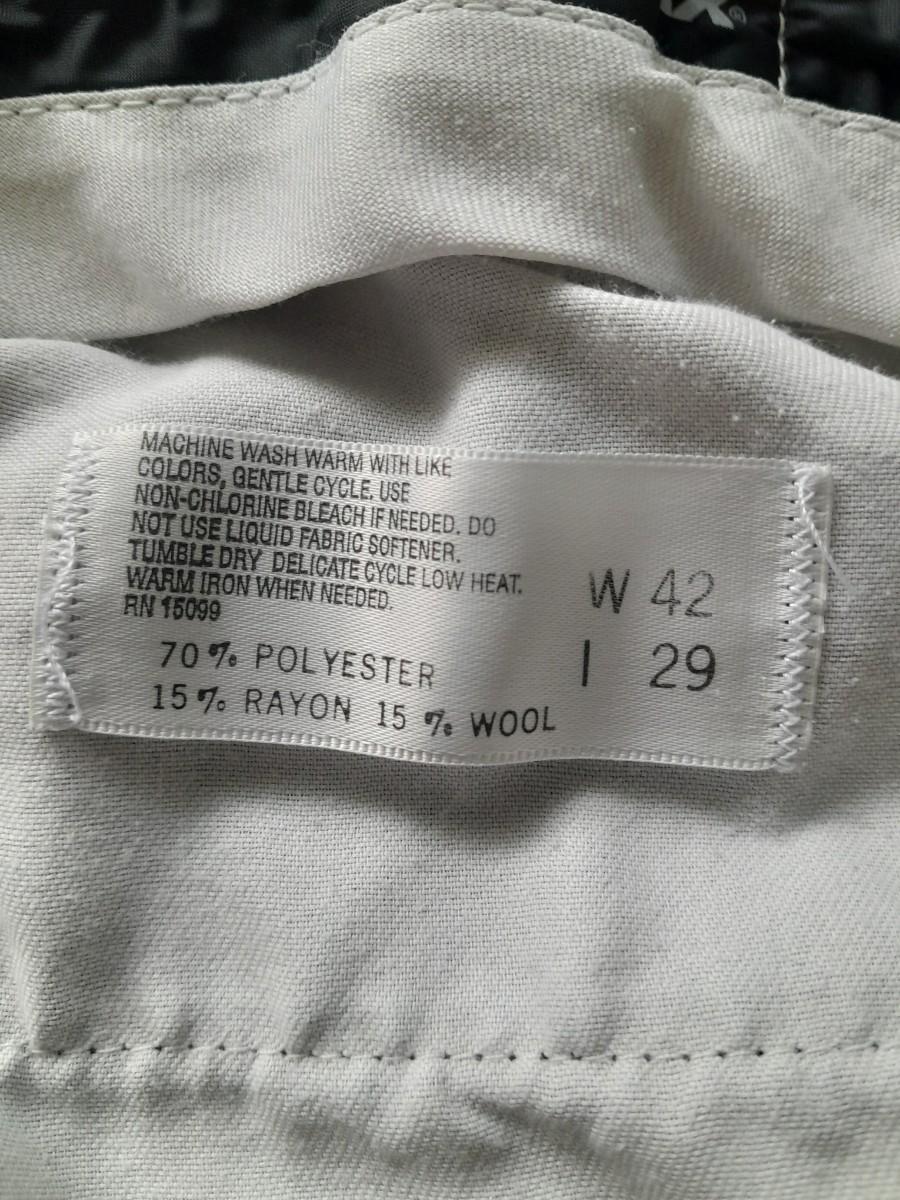 MACHINE WASH WARM WITH LIKE
COLORS, GENTLE CYCLE. USE
NON-CHLORINE BLEACH IF NEEDED. DO
NOT USE LIQUID FABRIC SOFTENER.
TUMBLE DRY DELICATE CYCLE LOW HEAT.
WARM IRON WHEN NEEDED.
RN 15099
70% POLYESTER
15% RAYON 15 % WOOL
W 42
I 29